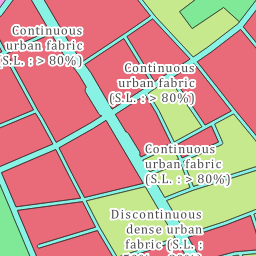 Continuous
urban fabric
(S.L. : > 80%)
Continuous
urban fabric
(S.L. : > 80%)
Continuous
urban fabric
(S.L. : > 80%)
Discontinuous
dense urban
fabric (S.L. :